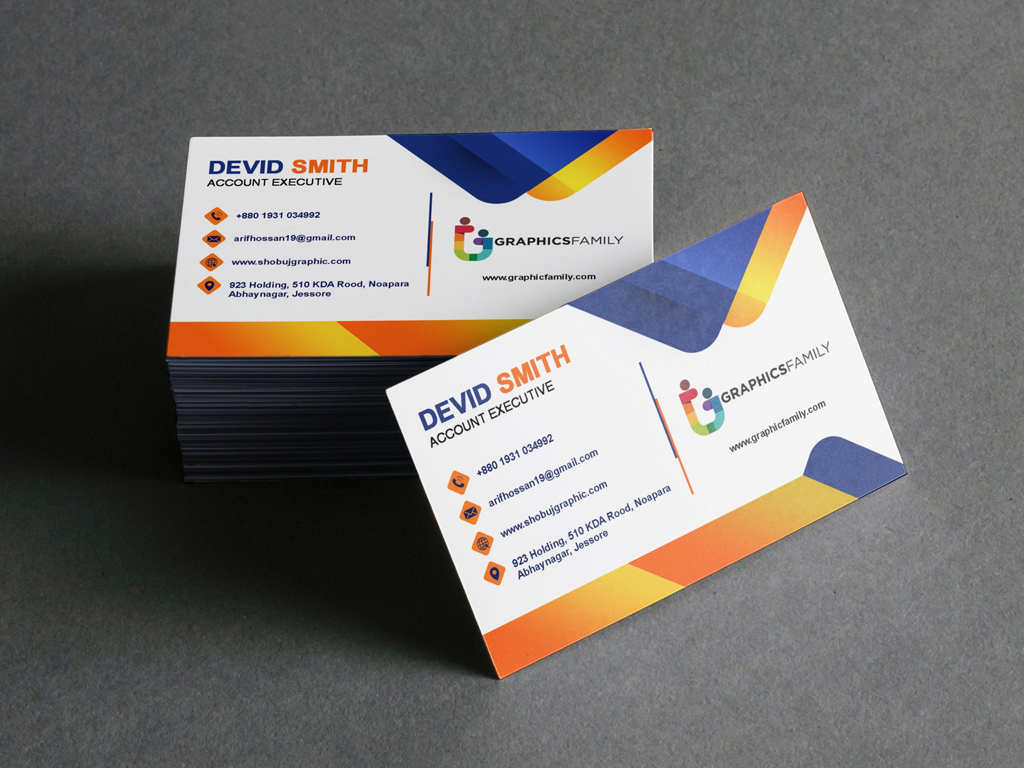 DEVID SMITH
ACCOUNT EXECUTIVE
+880 1931 034992
arifhossan19@gmail.com
www.shobujgraphic.com
923 Holding, 510 KDA Rood, Noapara
Abhaynagar, Jessore
GRAPHICSFAMILY
www.graphicfamily.com
DEVID SMITH
ACCOUNT EXECUTIVE
+880 1931 034992
arifhossan19@gmail.com
www.shobujgraphic.com
923 Holding, 510 KDA Rood, Noapara
Abhaynagar, Jessore
GRAPHICSFAMILY
www.graphicfamily.com